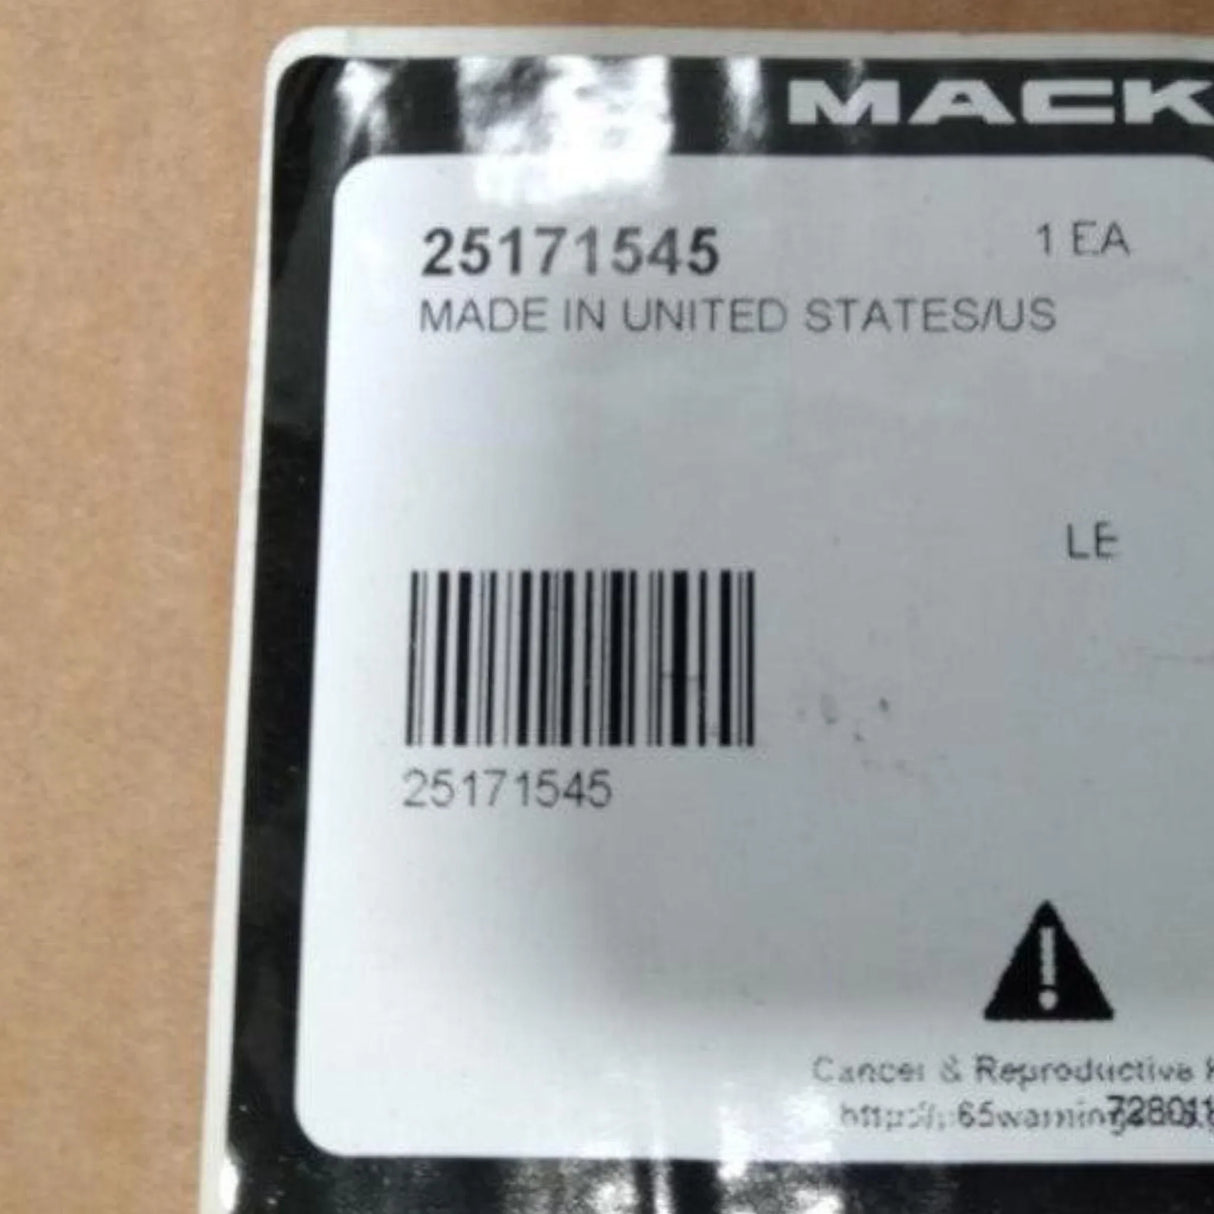 MACK
25171545 1 EA
MADE IN UNITED STATES/US
LE
25171545
Cancer & Reproductive